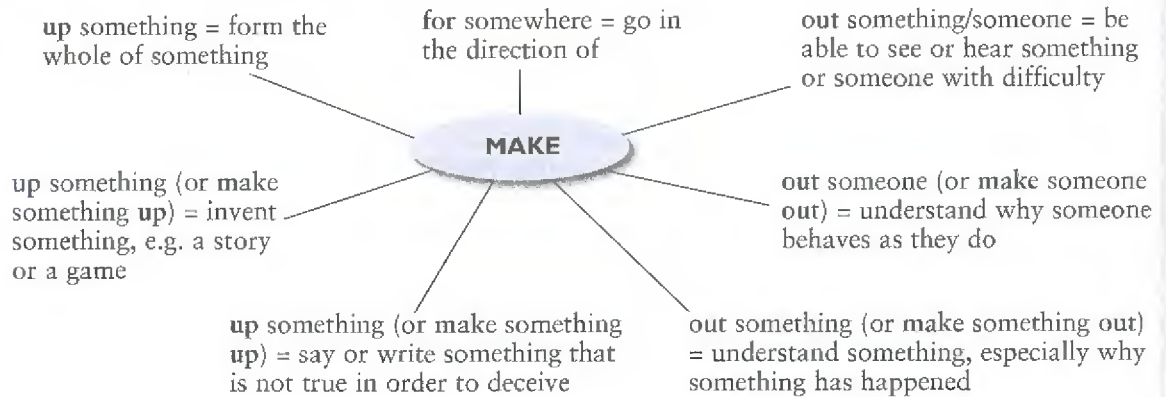 up something = form the
whole of something
for somewhere = go in
the direction of
out something/someone = be
able to see or hear something
or someone with difficulty
MAKE
up something (or make
something up) = invent
something, e.g. a story
or a game
out someone (or make someone
out) = understand why someone
behaves as they do
up something (or make something
up) = say or write something that
is not true in order to deceive
out something (or make something out)
= understand something, especially why
something has happened